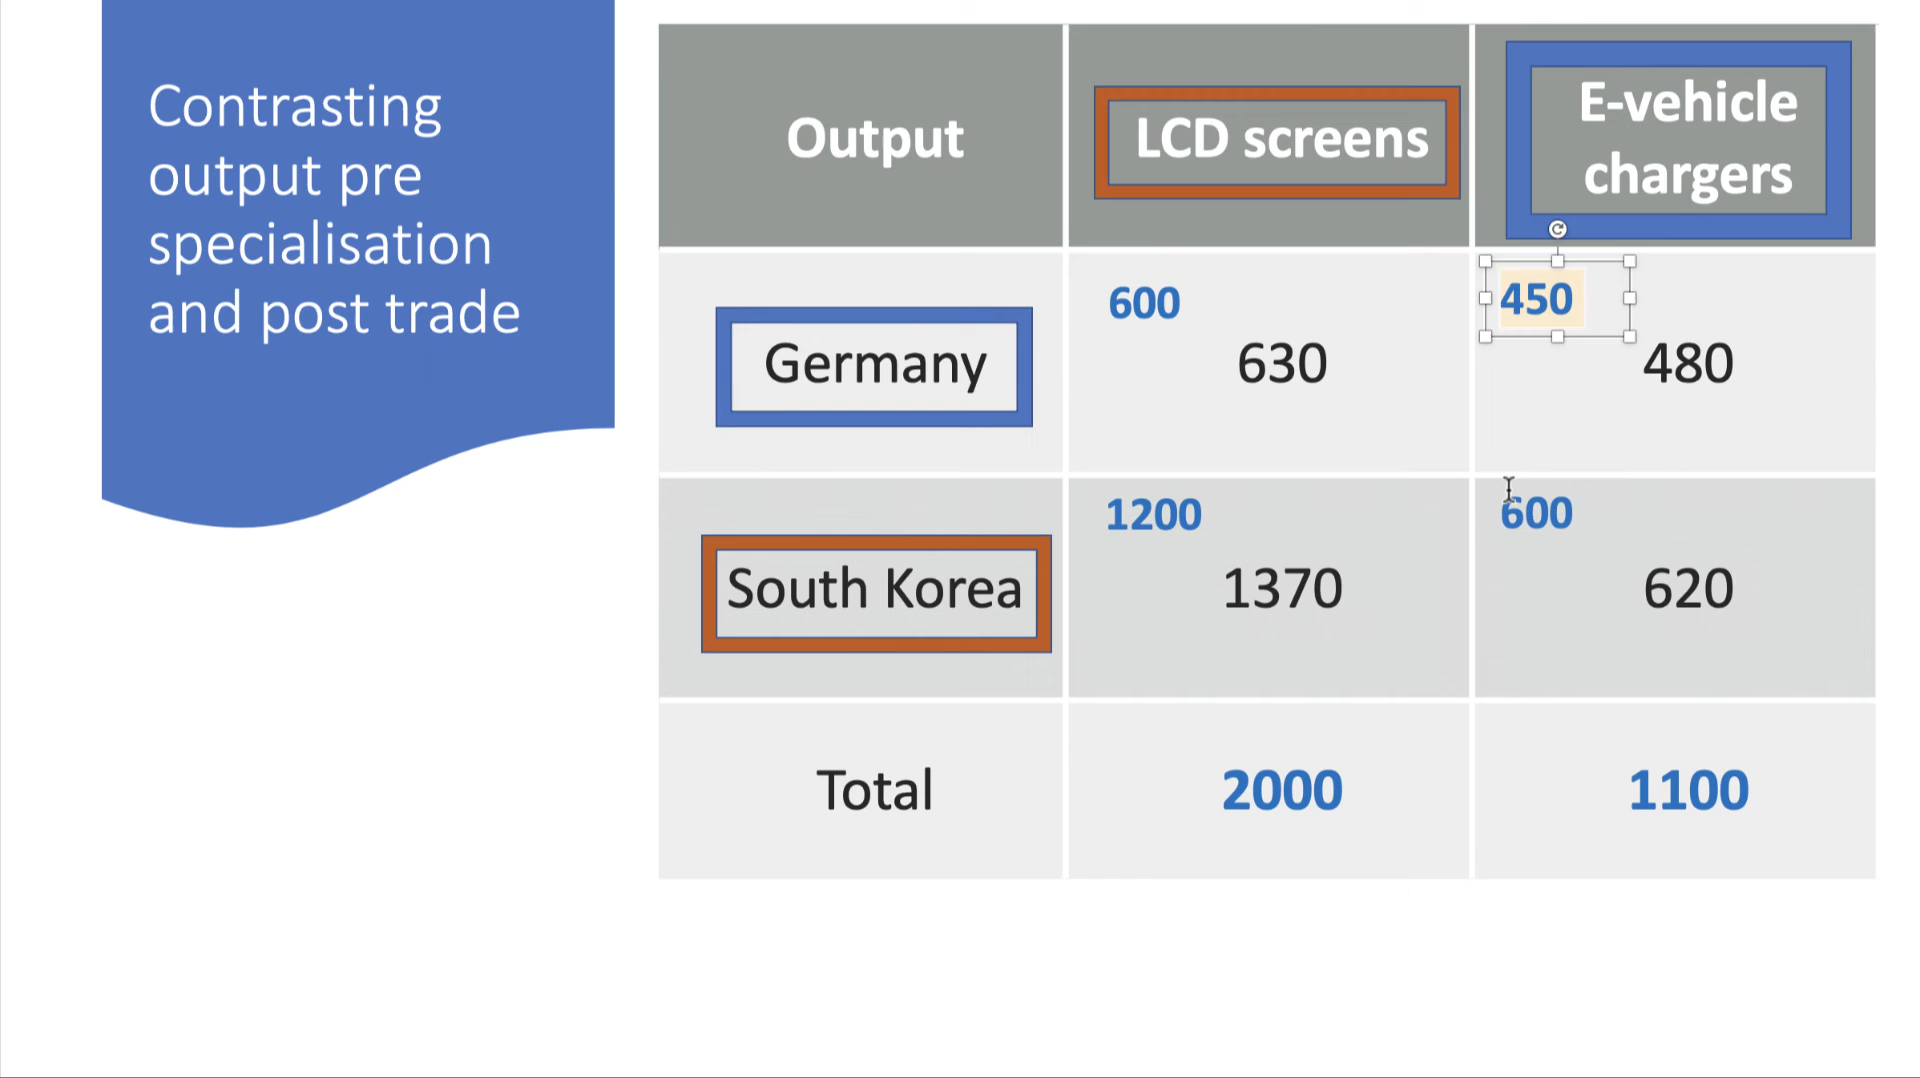 Contrasting
output pre
specialisation
and post trade
Output
LCD screens
E-vehicle
chargers
Germany
600
630
450
480
South Korea
1200
1370
600
620
Total
2000
1100